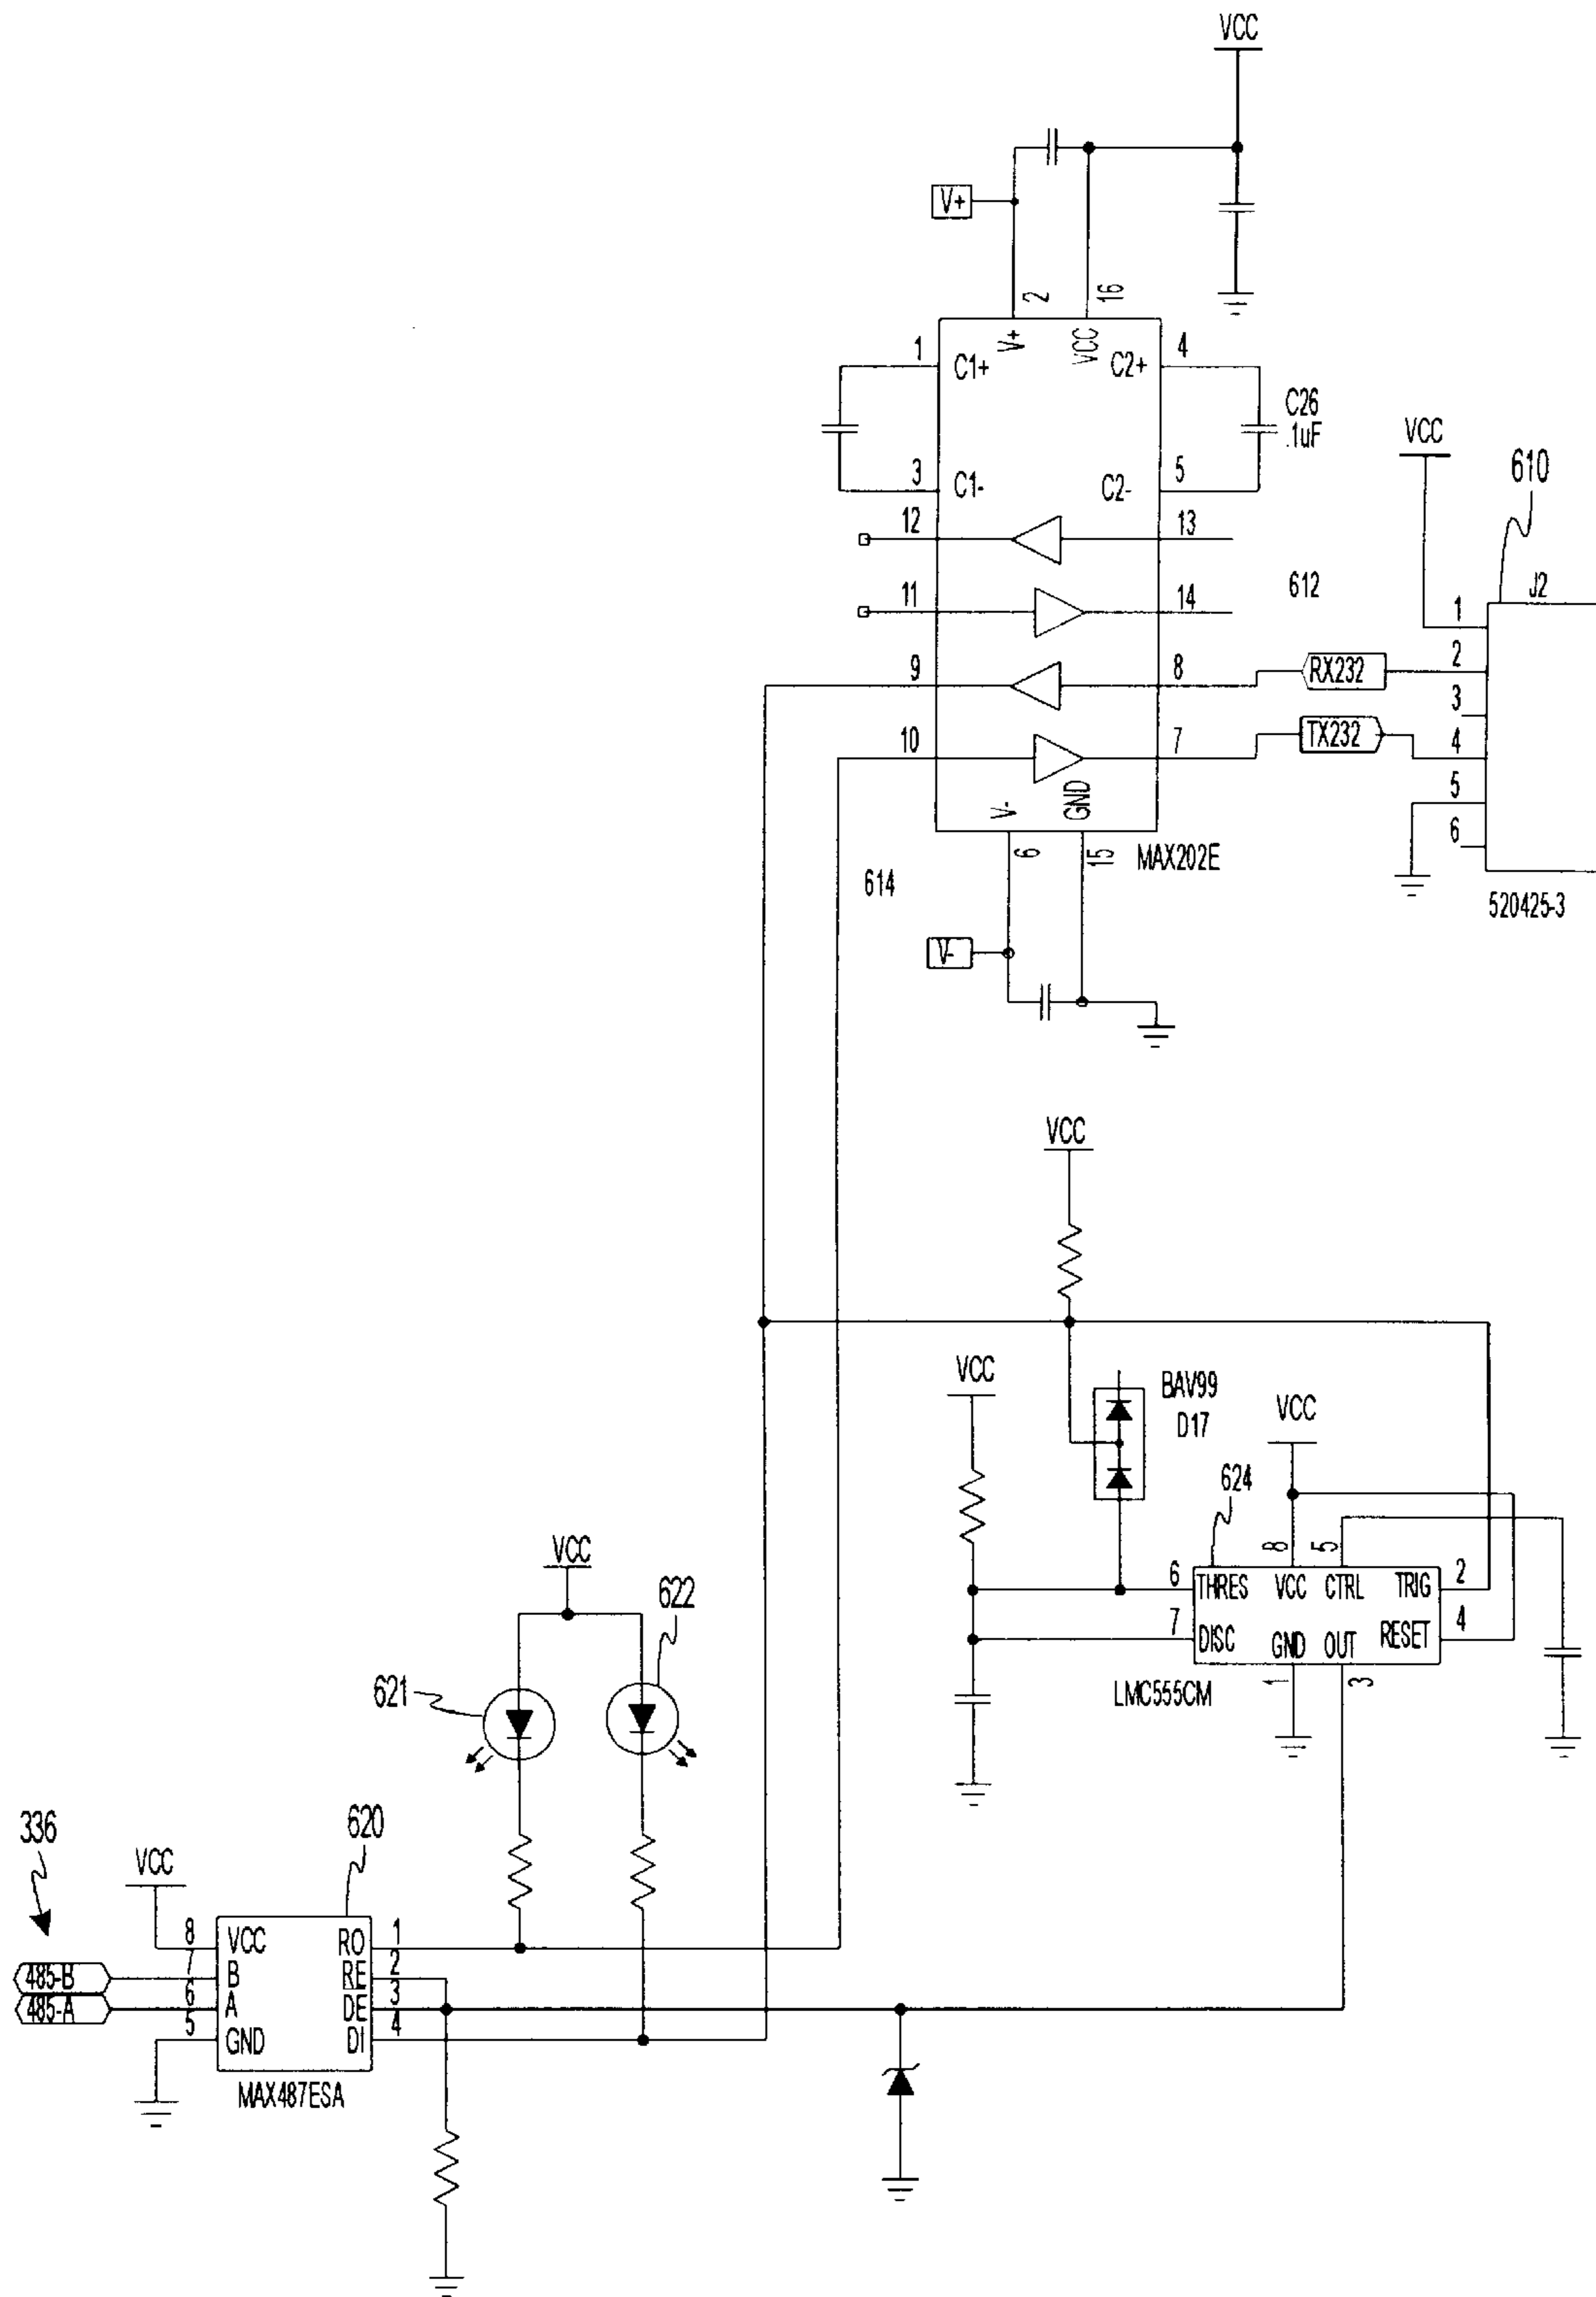 VCC
V+
2
16
1
V+
VCC
4
C1+
C2+
C26
.1uF
VCC
610
3
C1-
C2-
5
12
13
612
J2
11
14
1
9
8
RX232
2
3
10
7
TX232
4
V-
GND
5
6
6
15
MAX202E
614
520425-3
V-
VCC
VCC
BAV99
D17
VCC
624
8
5
VCC
622
6
THRES
VCC
CTRL
TRIG
2
7
DISC
GND
OUT
RESET
4
621
LMC555CM
1
3
336
620
VCC
8
VCC
RO
1
485-B
7
B
RE
2
485-A
6
A
DE
3
5
GND
DI
4
MAX487ESA